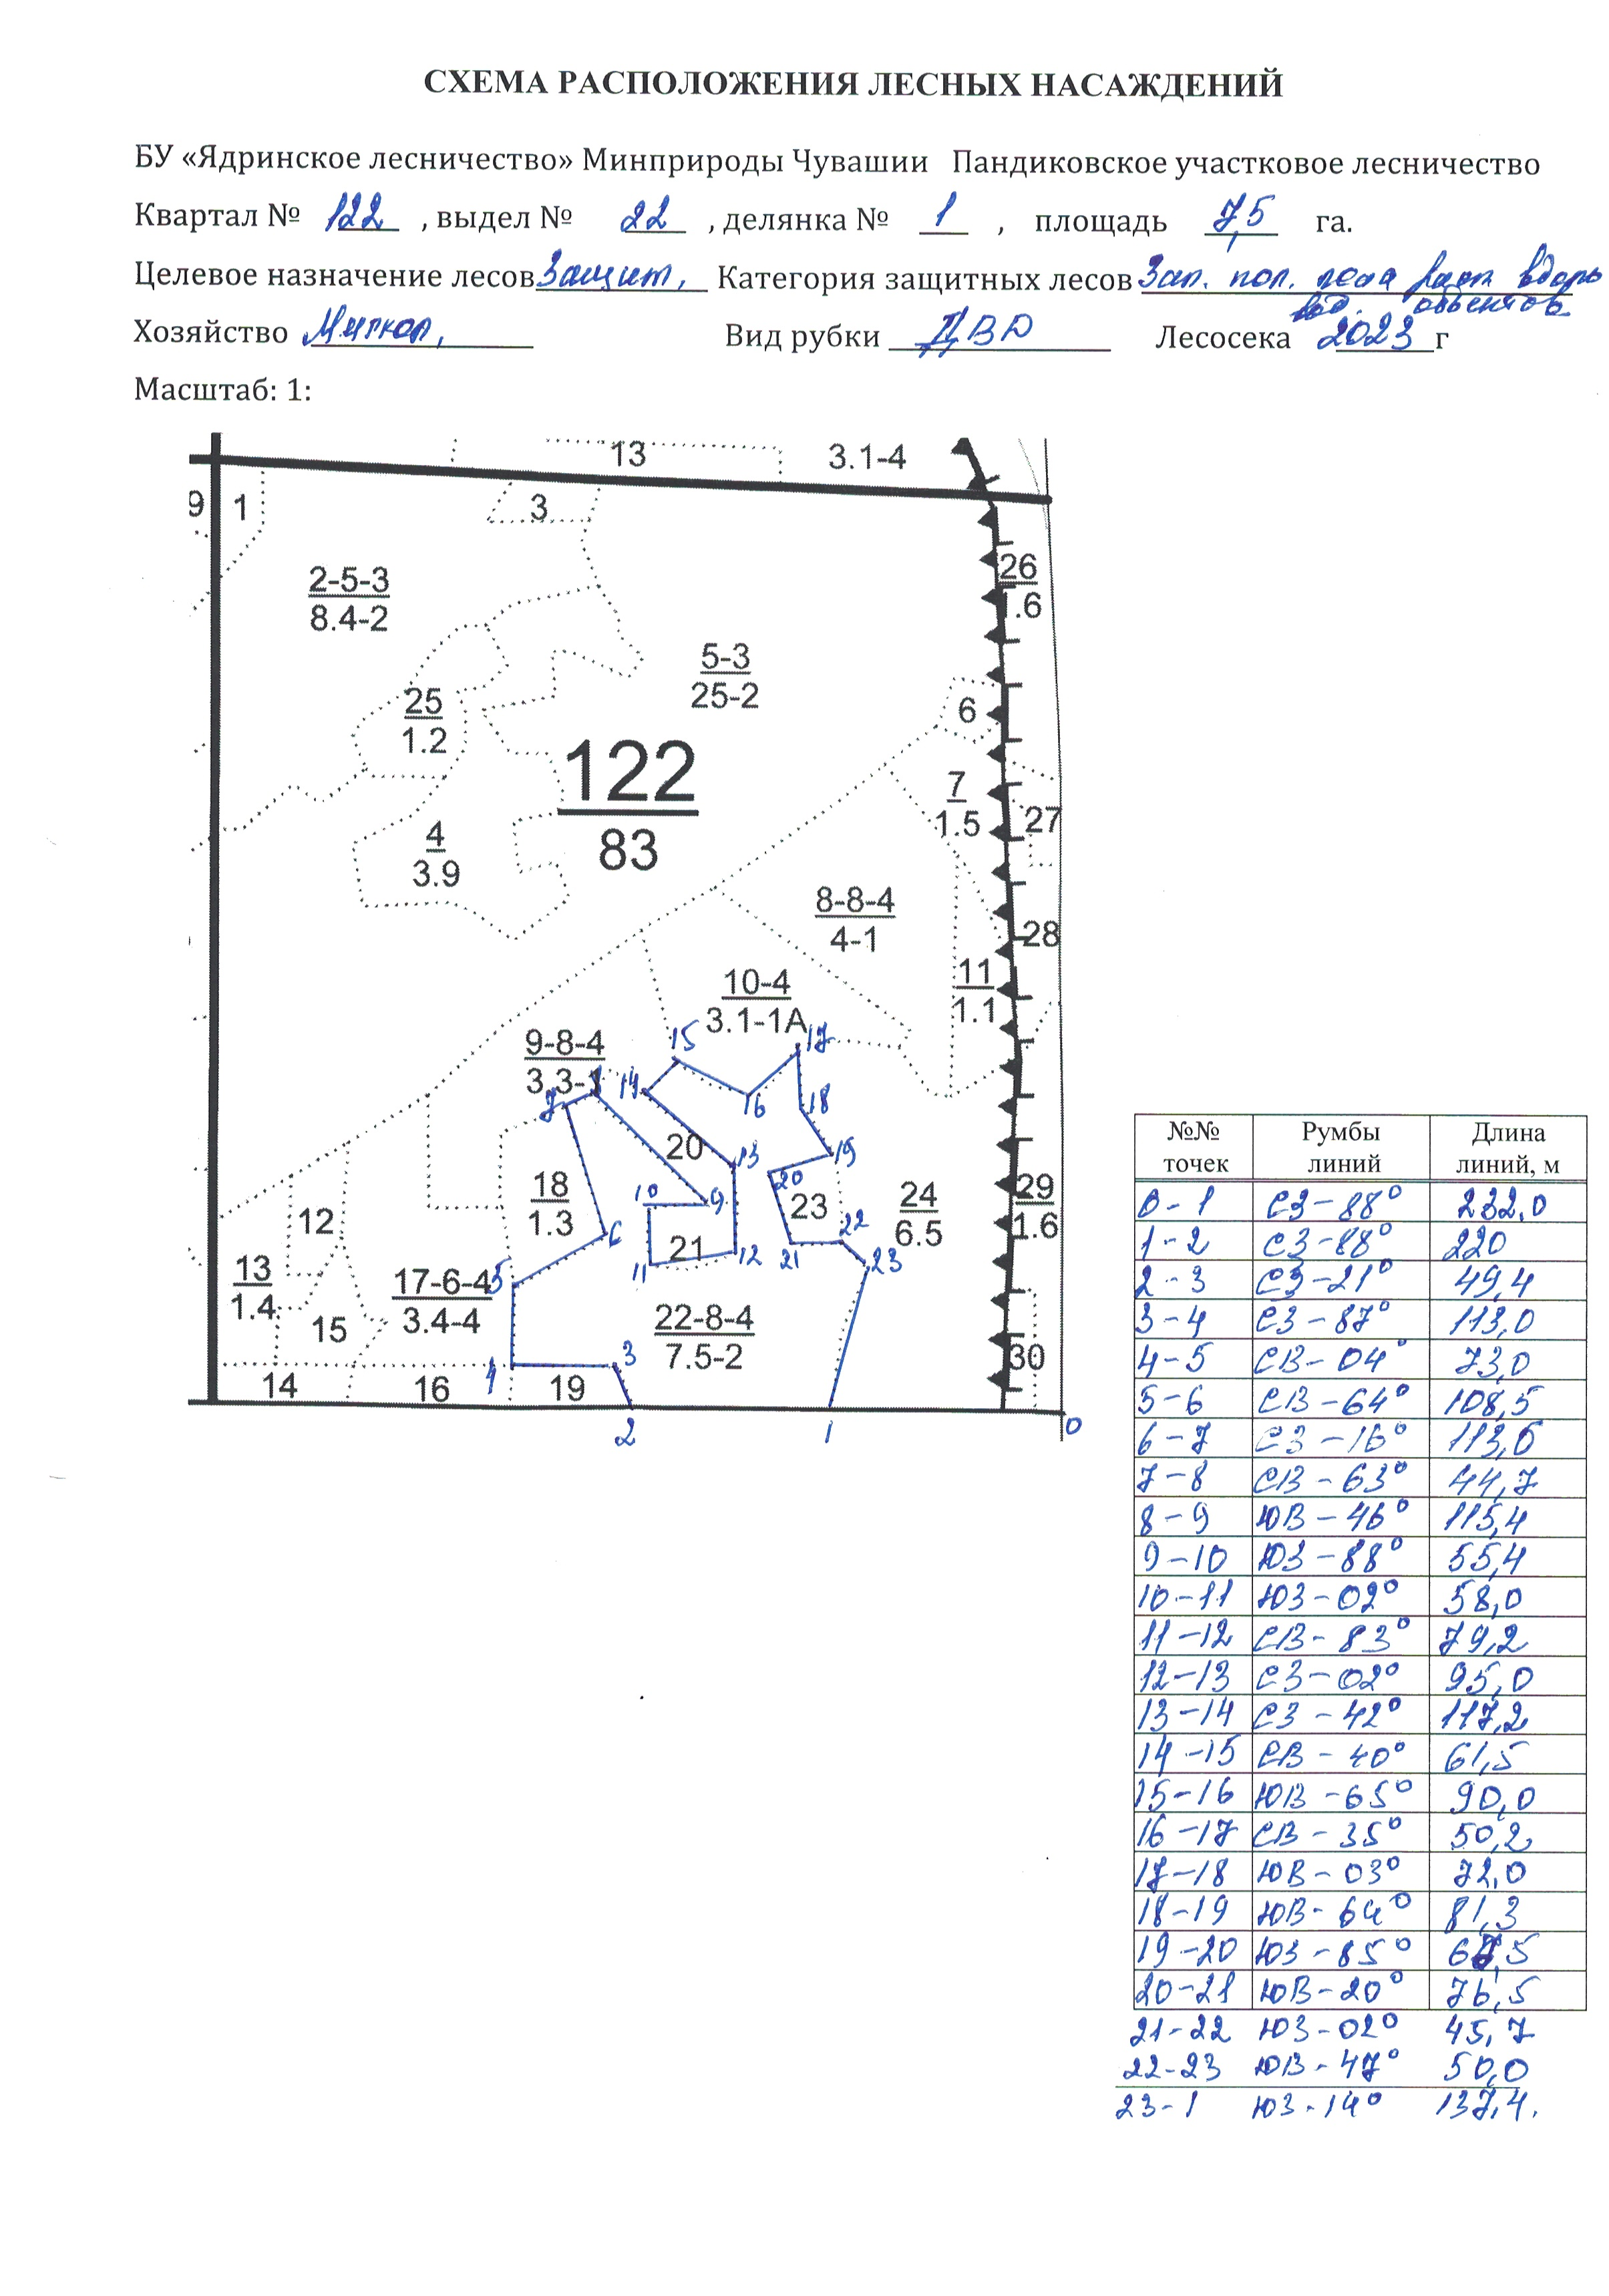 СХЕМА РАСПОЛОЖЕНИЯ ЛЕСНЫХ НАСАЖДЕНИЙ
БУ «Ядринское лесничество» Минприроды Чувашии Пандиковское участковое лесничество
Квартал № 122 , выдел № 22 , делянка № 1 , площадь 7,5 га.
Целевое назначение лесов Защит. Категория защитных лесов Зап. пол. леса расп. вдоль
вод. объектов
Хозяйство Мягкол. Вид рубки Лесосека 2023 г
Масштаб: 1:
13 3.1-4
9 1 3
2-5-3
8.4-2
26
1.6
5-3
25-2
25
1.2
6
122
83
7
1.5
27
4
3.9
8-8-4
4-1
28
10-4
3.1-1А
11
1.1
15 17
9-8-4
3.3-1
7 14 16 18
20 13 19
18
1.3
10 9 20 23 22
24
6.5
29
1.6
6 21 12 21 23
11
12
13
1.4
17-6-4
3.4-4
5
15
22-8-4
7.5-2
3
30
14 16 4 19
2 1 0
№№ точек Румбы линий Длина линий, м
0-1 СЗ-88° 232,0
1-2 СЗ-88° 220
2-3 СЗ-21° 49,4
3-4 СЗ-87° 113,0
4-5 СВ-04° 73,0
5-6 СВ-64° 108,5
6-7 СЗ-16°
7-8 СВ-63° 44,7
8-9 ЮВ-46° 115,4
9-10 ЮЗ-88° 55,4
10-11 ЮЗ-02° 58,0
11-12 СВ-83° 79,2
12-13 СЗ-02° 95,0
13-14 СЗ-42° 117,2
14-15 СВ-40° 61,5
15-16 ЮВ-65° 90,0
16-17 СВ-35° 50,2
17-18 ЮВ-03° 72,0
18-19 ЮВ-64° 81,3
19-20 ЮЗ-85°
20-21 ЮВ-20° 76,5
21-22 ЮЗ-02° 45,7
22-23 ЮВ-47° 50,0
23-1 ЮЗ-14° 137,4.